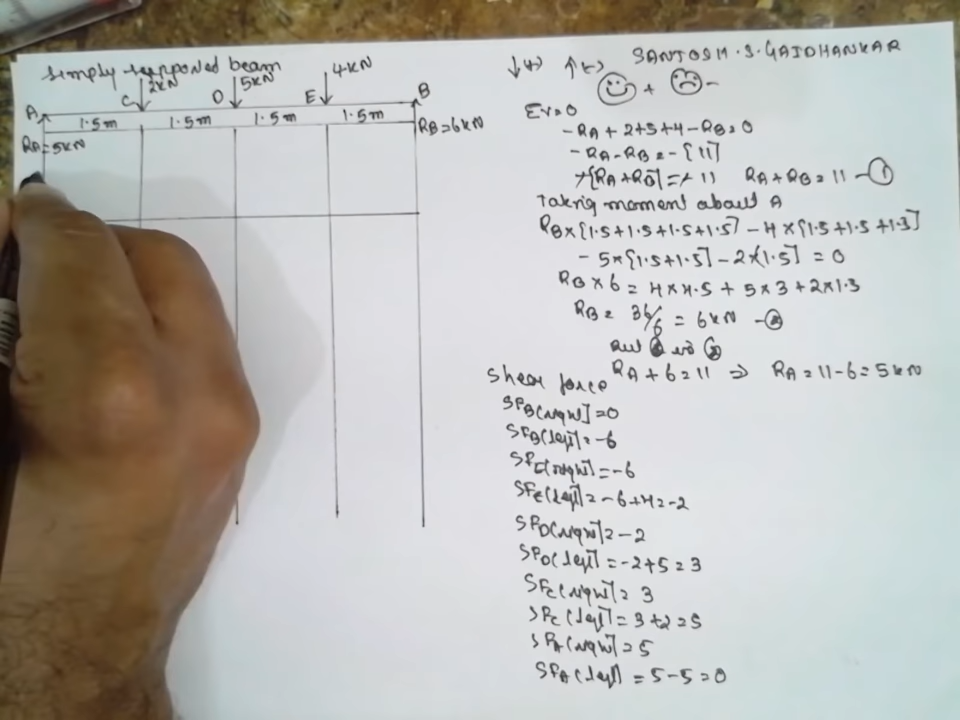 Simply supported beam
2kN 5kN 4kN
A C D E B
1.5m 1.5m 1.5m 1.5m
RA=5kN RB=6kN
SANTOSH.S.GAIDHANKAR
↓(+) ↑(-) ☺ + ☹ -
Σv=0
-RA+2+5+4-RB=0
-RA-RB=-[11]
-[RA+RB]=-11 RA+RB=11 -①
Taking moment about A
RB×[1.5+1.5+1.5+1.5] - 4×[1.5+1.5+1.5]
- 5×[1.5+1.5] - 2×[1.5] = 0
RB×6 = 4×4.5 + 5×3 + 2×1.5
RB = 36/6 = 6kN -②
RA+6=11 ⇒ RA=11-6=5kN
Shear force
SFB(right)=0
SFB(left)=-6
SFE(right)=-6
SFE(left)=-6+4=-2
SFD(right)=-2
SFD(left)=-2+5=3
SFC(right)=3
SFC(left)=3+2=5
SFA(right)=5
SFA(left)=5-5=0